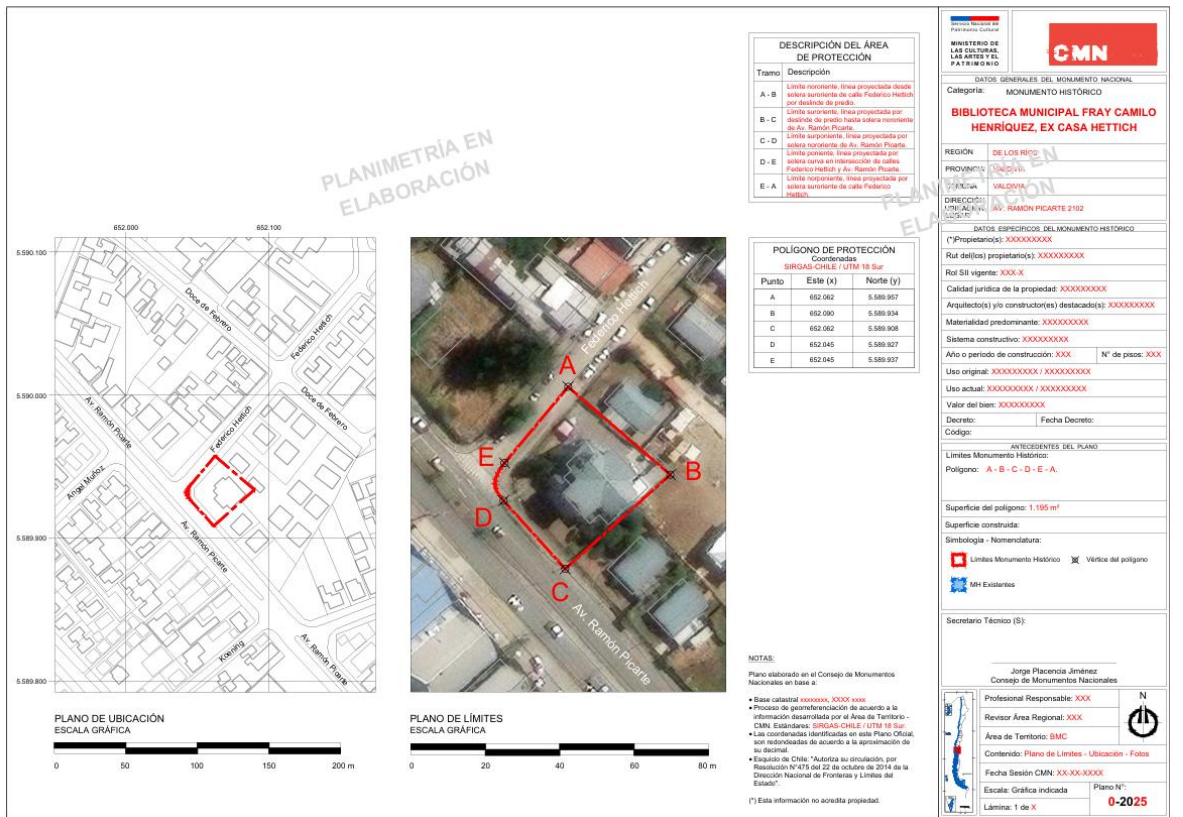 PLANIMETRÍA EN
ELABORACIÓN
652.000
652.100
5.590.100
5.590.000
5.589.900
5.589.800
Doce de Febrero
Federico Hettich
Doce de Febrero
Av. Ramón Picarte
Federico Hettich
Angel Muñoz
Av. Ramón Picarte
Koening
Av. Ramón Picarte
PLANO DE UBICACIÓN
ESCALA GRÁFICA
0 50 100 150 200 m
Federico Hettich
A
B
C
D
E
Av. Ramón Picarte
PLANO DE LÍMITES
ESCALA GRÁFICA
0 20 40 60 80 m
DESCRIPCIÓN DEL ÁREA
DE PROTECCIÓN
Tramo Descripción
A - B Límite nororiente, línea proyectada desde
solera suroriente de calle Federico Hettich
por deslinde de predio.
B - C Límite suroriente, línea proyectada por
deslinde de predio hasta solera nororiente
de Av. Ramón Picarte.
C - D Límite surponiente, línea proyectada por
solera nororiente de Av. Ramón Picarte.
D - E Límite poniente, línea proyectada por
solera curva en intersección de calles
Federico Hettich y Av. Ramón Picarte.
E - A Límite norponiente, línea proyectada por
solera suroriente de calle Federico
Hettich.
POLÍGONO DE PROTECCIÓN
Coordenadas
SIRGAS-CHILE / UTM 18 Sur
Punto Este (x) Norte (y)
A 652.062 5.589.957
B 652.090 5.589.934
C 652.062 5.589.908
D 652.045 5.589.927
E 652.045 5.589.937
NOTAS:
Plano elaborado en el Consejo de Monumentos
Nacionales en base a:
• Base catastral xxxxxxxx, XXXX xxxx
• Proceso de georreferenciación de acuerdo a la
información desarrollada por el Área de Territorio -
CMN. Estándares: SIRGAS-CHILE / UTM 18 Sur.
• Las coordenadas identificadas en este Plano Oficial,
son redondeadas de acuerdo a la aproximación de
su decimal.
• Esquicio de Chile: "Autoriza su circulación, por
Resolución N°475 del 22 de octubre de 2014 de la
Dirección Nacional de Fronteras y Límites del
Estado".
(*) Esta información no acredita propiedad.
Servicio Nacional del
Patrimonio Cultural
MINISTERIO DE
LAS CULTURAS,
LAS ARTES Y EL
PATRIMONIO
CMN
DATOS GENERALES DEL MONUMENTO NACIONAL
Categoría: MONUMENTO HISTÓRICO
BIBLIOTECA MUNICIPAL FRAY CAMILO
HENRÍQUEZ, EX CASA HETTICH
REGIÓN DE LOS RÍOS
PROVINCIA VALDIVIA
COMUNA VALDIVIA
DIRECCIÓN AV. RAMÓN PICARTE 2102
PLANIMETRÍA EN
ELABORACIÓN
DATOS ESPECÍFICOS DEL MONUMENTO HISTÓRICO
(*)Propietario(s): XXXXXXXXX
Rut del(los) propietario(s): XXXXXXXXX
Rol SII vigente: XXX-X
Calidad jurídica de la propiedad: XXXXXXXXX
Arquitecto(s) y/o constructor(es) destacado(s): XXXXXXXXX
Materialidad predominante: XXXXXXXXX
Sistema constructivo: XXXXXXXXX
Año o período de construcción: XXX N° de pisos: XXX
Uso original: XXXXXXXXX / XXXXXXXXX
Uso actual: XXXXXXXXX / XXXXXXXXX
Valor del bien: XXXXXXXXX
Decreto: Fecha Decreto:
Código:
ANTECEDENTES DEL PLANO
Límites Monumento Histórico:
Polígono: A - B - C - D - E - A.
Superficie del polígono: 1.195 m²
Superficie construida:
Simbología - Nomenclatura:
Límites Monumento Histórico Vértice del polígono
MH Existentes
Secretario Técnico (S):
Jorge Placencia Jiménez
Consejo de Monumentos Nacionales
Profesional Responsable: XXX
Revisor Área Regional: XXX
Área de Territorio: BMC
N
Contenido: Plano de Límites - Ubicación - Fotos
Fecha Sesión CMN: XX-XX-XXXX
Escala: Gráfica indicada
Plano N°:
0-2025
Lámina: 1 de X